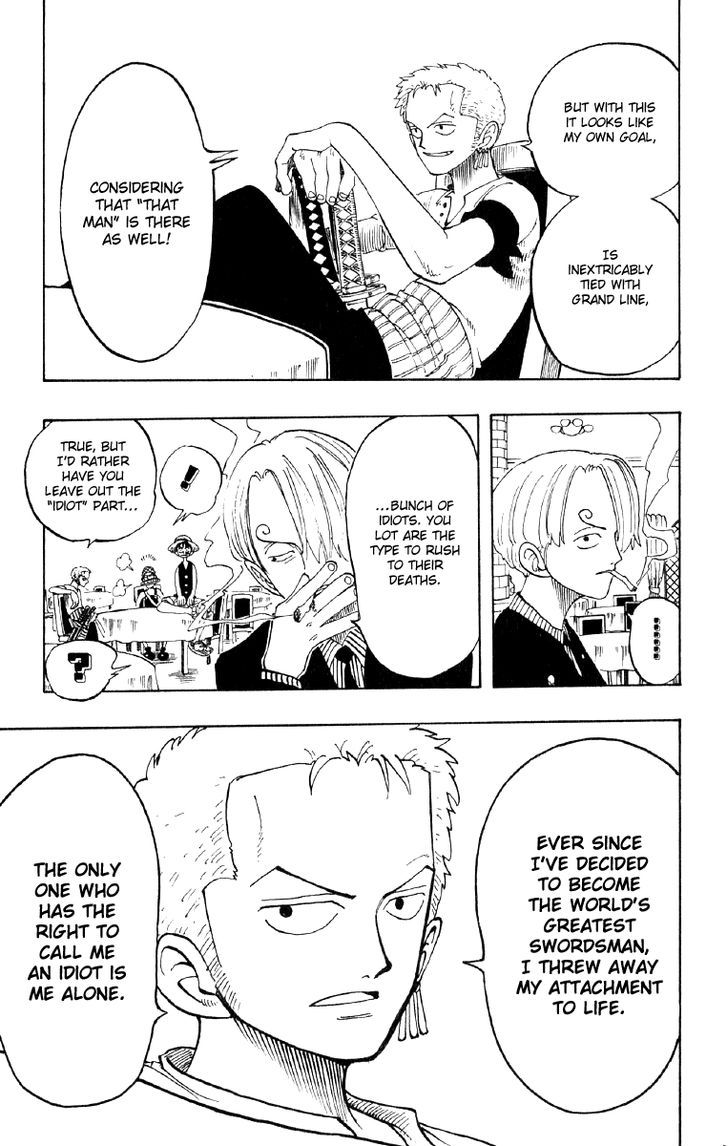 BUT WITH THIS
IT LOOKS LIKE
MY OWN GOAL,
IS
INEXTRICABLY
TIED WITH
GRAND LINE,
CONSIDERING
THAT "THAT
MAN" IS THERE
AS WELL!
!!!!!!
...BUNCH OF
IDIOTS. YOU
LOT ARE THE
TYPE TO RUSH
TO THEIR
DEATHS.
!
TRUE, BUT
I'D RATHER
HAVE YOU
LEAVE OUT THE
"IDIOT" PART...
?
EVER SINCE
I'VE DECIDED
TO BECOME
THE WORLD'S
GREATEST
SWORDSMAN,
I THREW AWAY
MY ATTACHMENT
TO LIFE.
THE ONLY
ONE WHO
HAS THE
RIGHT TO
CALL ME
AN IDIOT IS
ME ALONE.